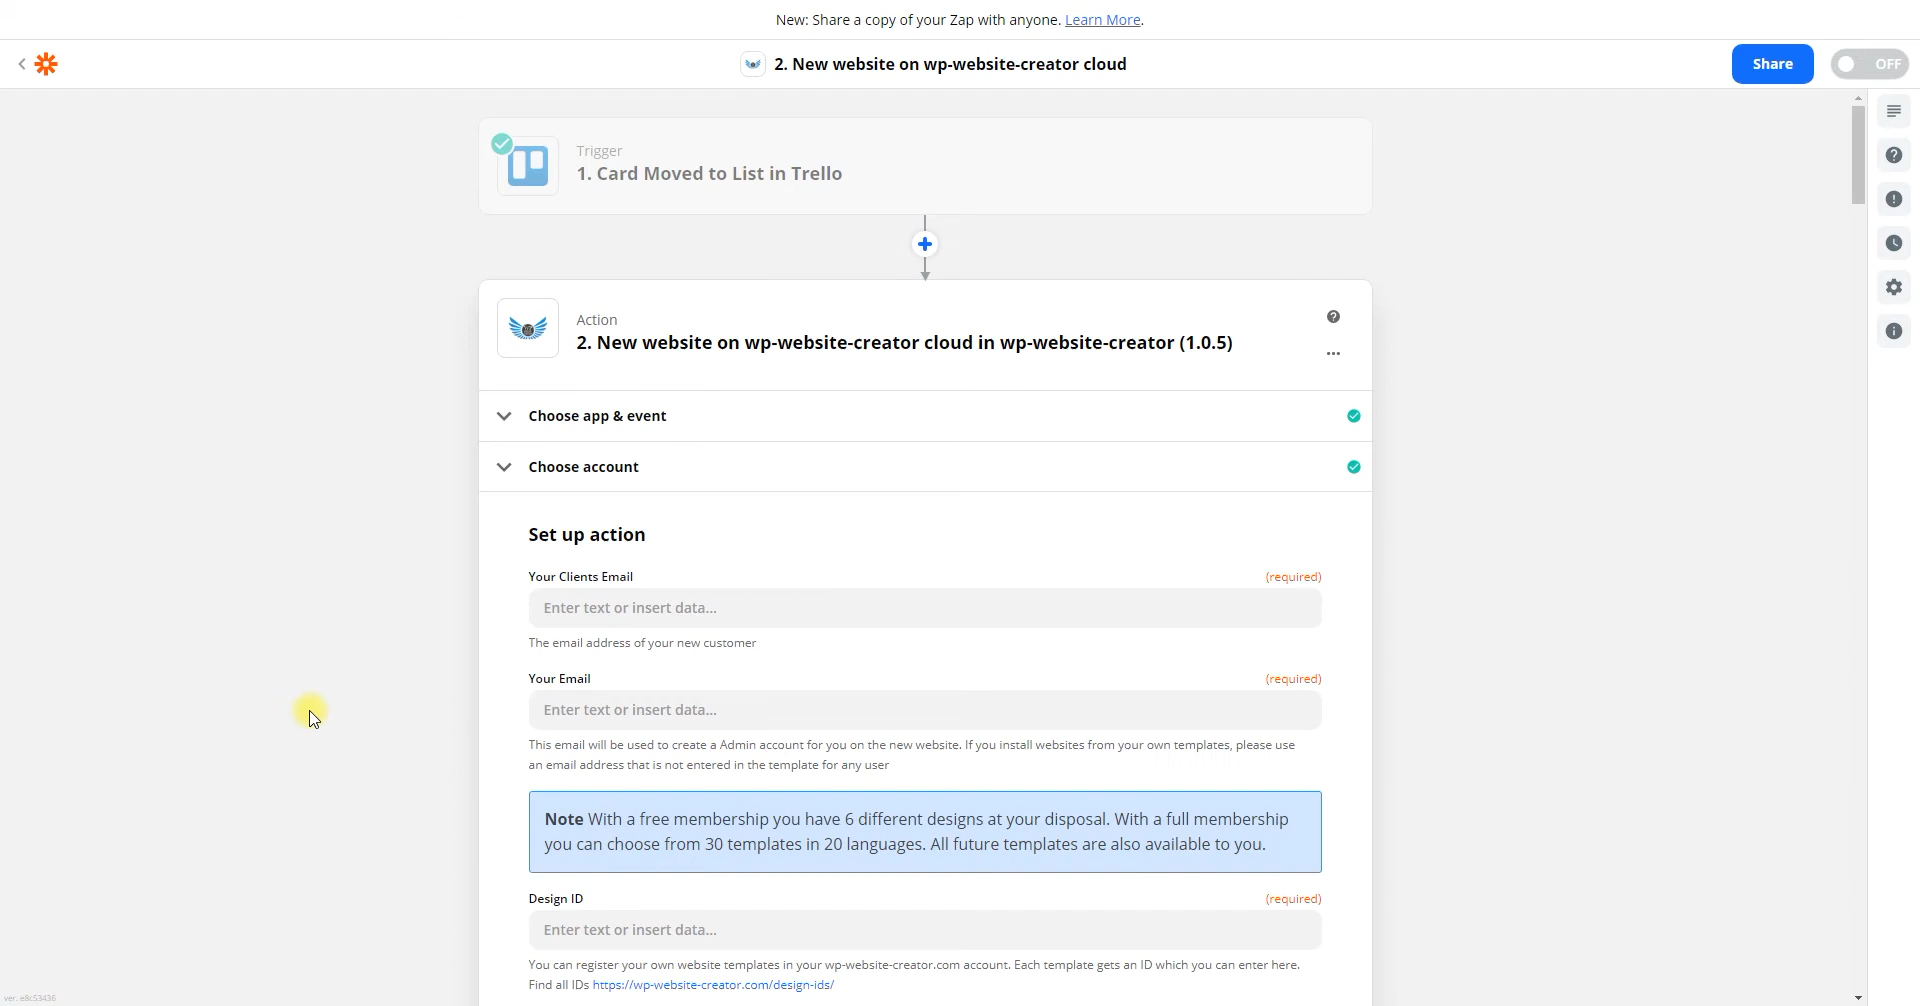 New: Share a copy of your Zap with anyone. Learn More.
2. New website on wp-website-creator cloud
Share
OFF
Trigger
1. Card Moved to List in Trello
Action
2. New website on wp-website-creator cloud in wp-website-creator (1.0.5)
Choose app & event
Choose account
Set up action
Your Clients Email (required)
Enter text or insert data...
The email address of your new customer
Your Email (required)
Enter text or insert data...
This email will be used to create a Admin account for you on the new website. If you install websites from your own templates, please use
an email address that is not entered in the template for any user
Note With a free membership you have 6 different designs at your disposal. With a full membership
you can choose from 30 templates in 20 languages. All future templates are also available to you.
Design ID (required)
Enter text or insert data...
You can register your own website templates in your wp-website-creator.com account. Each template gets an ID which you can enter here.
Find all IDs https://wp-website-creator.com/design-ids/
ver. e8c53436